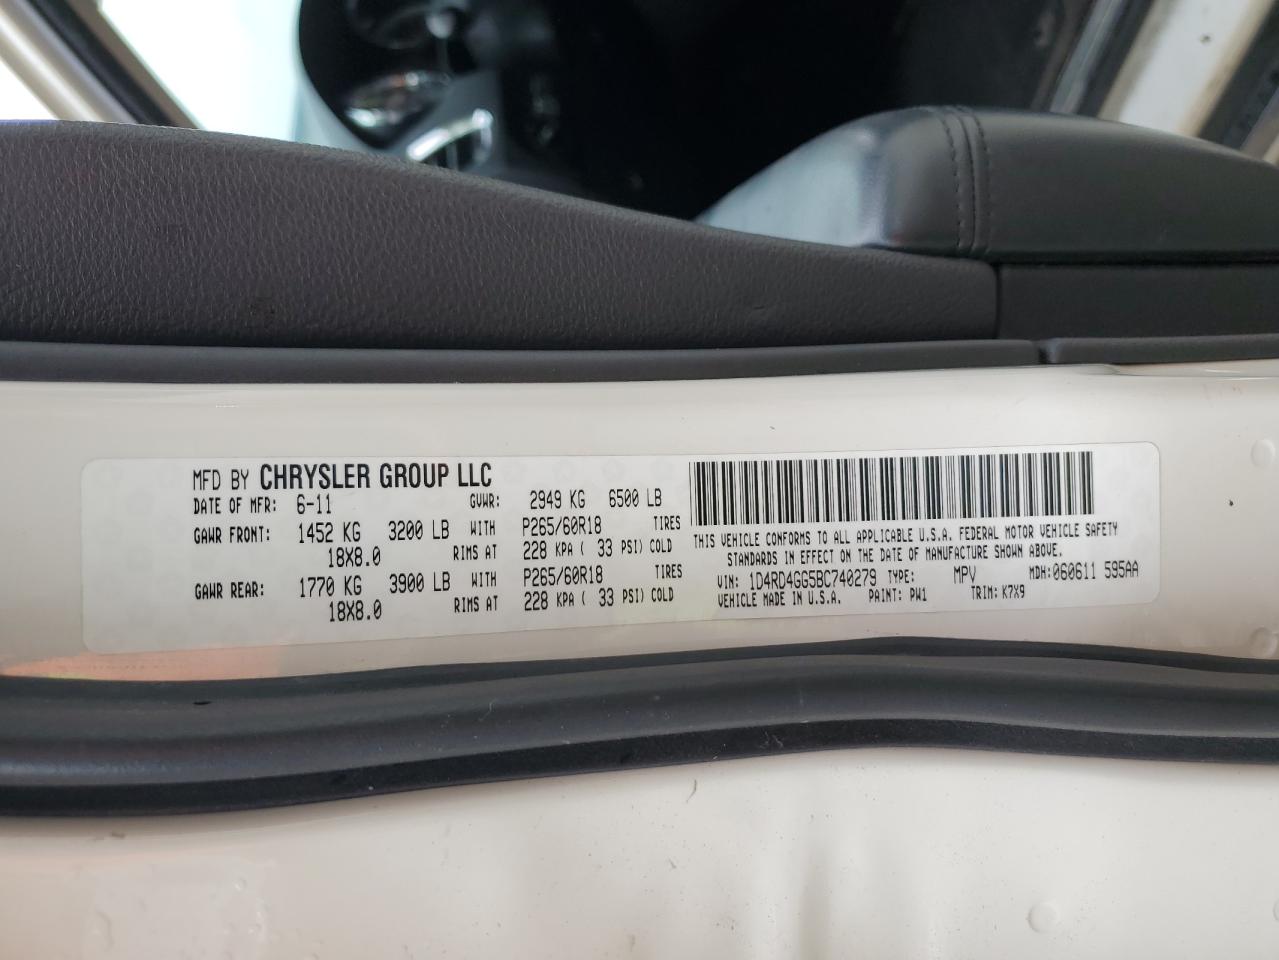 MFD BY CHRYSLER GROUP LLC
DATE OF MFR: 6-11 GVWR: 2949 KG 6500 LB
GAWR FRONT: 1452 KG 3200 LB WITH P265/60R18 TIRES
18X8.0 RIMS AT 228 KPA ( 33 PSI) COLD
GAWR REAR: 1770 KG 3900 LB WITH P265/60R18 TIRES
18X8.0 RIMS AT 228 KPA ( 33 PSI) COLD
THIS VEHICLE CONFORMS TO ALL APPLICABLE U.S.A. FEDERAL MOTOR VEHICLE SAFETY
STANDARDS IN EFFECT ON THE DATE OF MANUFACTURE SHOWN ABOVE.
VIN: 1D4RD4GG5BC740279 TYPE: MPV MDH: 060611 595AA
VEHICLE MADE IN U.S.A. PAINT: PW1 TRIM: K7X9